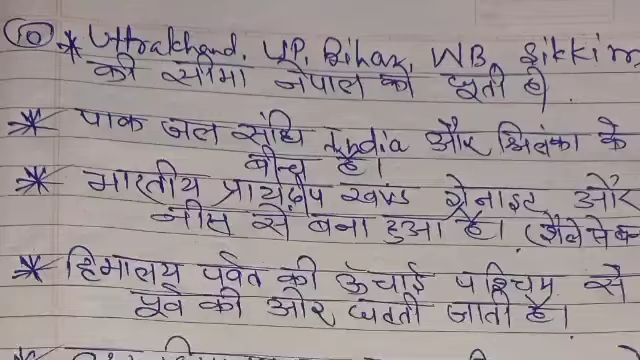 10 * Uttrakhand, UP, Bihar, WB, Sikkim
की सीमा नेपाल को छूती है
* पाक जल संधि India और श्रिलंका के
बीच है।
* भारतीय प्रायद्वीप खण्ड ग्रेनाइट और
नीस से बना हुआ है।
* हिमालय पर्वत की ऊँचाई पश्चिम से
पूर्व की ओर जाती है।